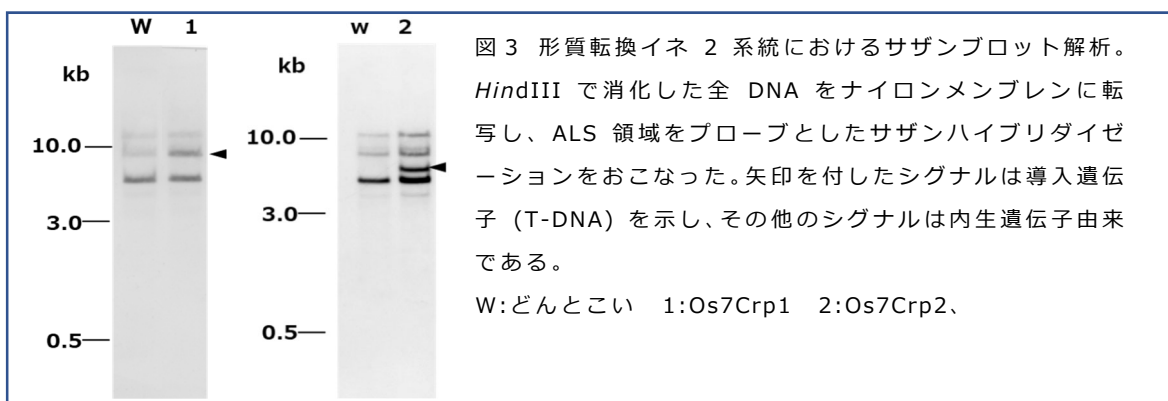 W 1
kb
10.0
3.0
0.5
w 2
kb
10.0
3.0
0.5
図3 形質転換イネ 2 系統におけるサザンブロット解析。
HindIII で消化した全 DNA をナイロンメンブレンに転
写し、ALS 領域をプローブとしたサザンハイブリダイゼ
ーションをおこなった。矢印を付したシグナルは導入遺伝
子 (T-DNA) を示し、その他のシグナルは内生遺伝子由来
である。
W:どんとこい 1:Os7Crp1 2:Os7Crp2、